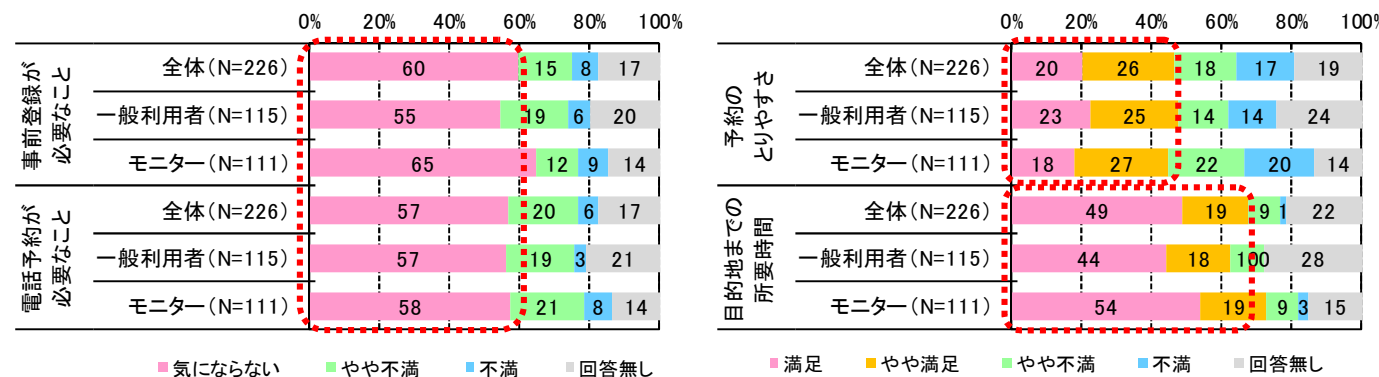 0% 20% 40% 60% 80% 100%
事前登録が
必要なこと
全体(N=226) 60 15 8 17
一般利用者(N=115) 55 19 6 20
モニター(N=111) 65 12 9 14
電話予約が
必要なこと
全体(N=226) 57 20 6 17
一般利用者(N=115) 57 19 3 21
モニター(N=111) 58 21 8 14
気にならない やや不満 不満 回答無し
0% 20% 40% 60% 80% 100%
予約の
とりやすさ
全体(N=226) 20 26 18 17 19
一般利用者(N=115) 23 25 14 14 24
モニター(N=111) 18 27 22 20 14
目的地までの
所要時間
全体(N=226) 49 19 9 1 22
一般利用者(N=115) 44 18 10 0 28
モニター(N=111) 54 19 9 3 15
満足 やや満足 やや不満 不満 回答無し